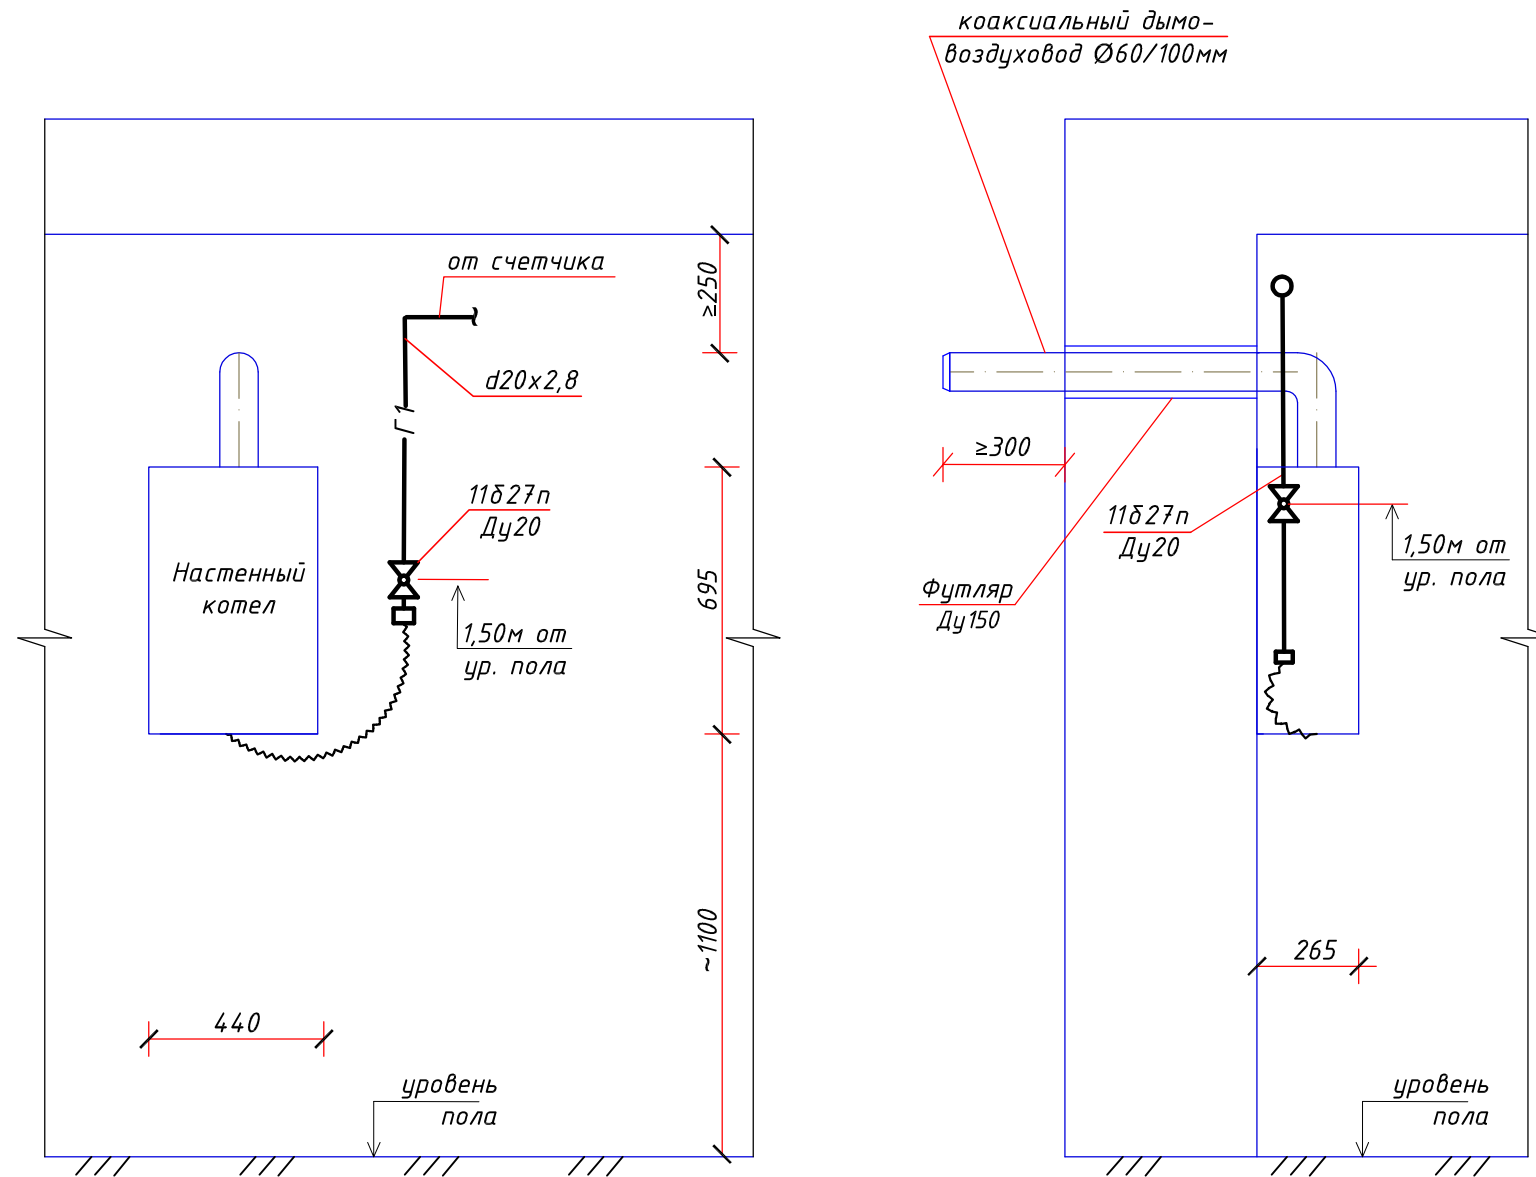 коаксиальный дымо-
воздуховод Ø60/100мм
от счетчика
≥250
d20х2,8
Г1
11б27п
Ду20
Настенный
котел
1,50м от
ур. пола
695
~1100
440
уровень
пола
≥300
11б27п
Ду20
1,50м от
ур. пола
Футляр
Ду150
265
уровень
пола